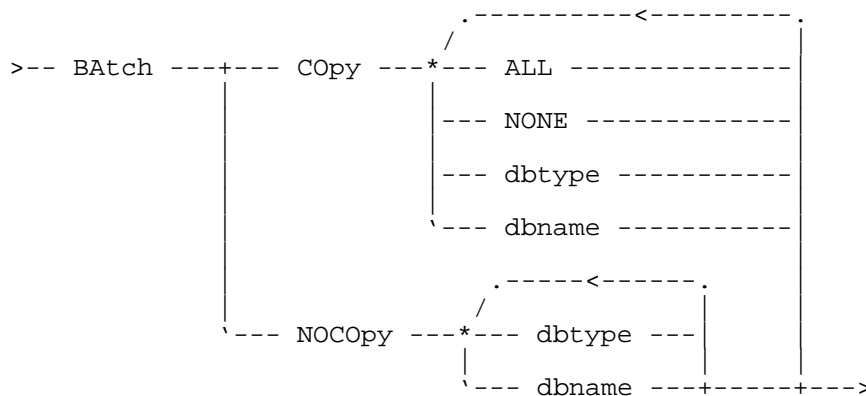 >-- BAtch ---+--- COpy ---*--- ALL -------------|
|--- NONE ------------|
|--- dbtype ----------|
`--- dbname ----------|
`--- NOCOpy ---*--- dbtype ---|
`--- dbname ---+-----+--->